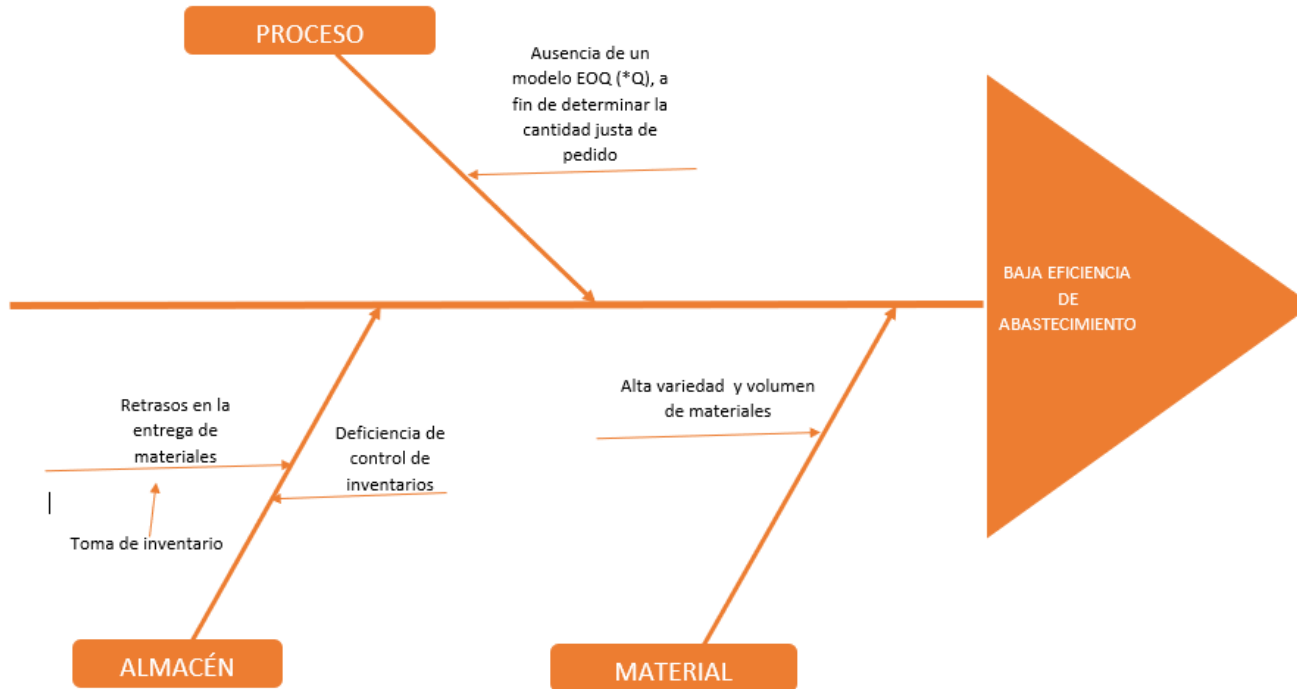 PROCESO
Ausencia de un
modelo EOQ (*Q), a
fin de determinar la
cantidad justa de
pedido
BAJA EFICIENCIA
DE
ABASTECIMIENTO
Retrasos en la
entrega de
materiales
Deficiencia de
control de
inventarios
Alta variedad y volumen
de materiales
Toma de inventario
ALMACÉN
MATERIAL